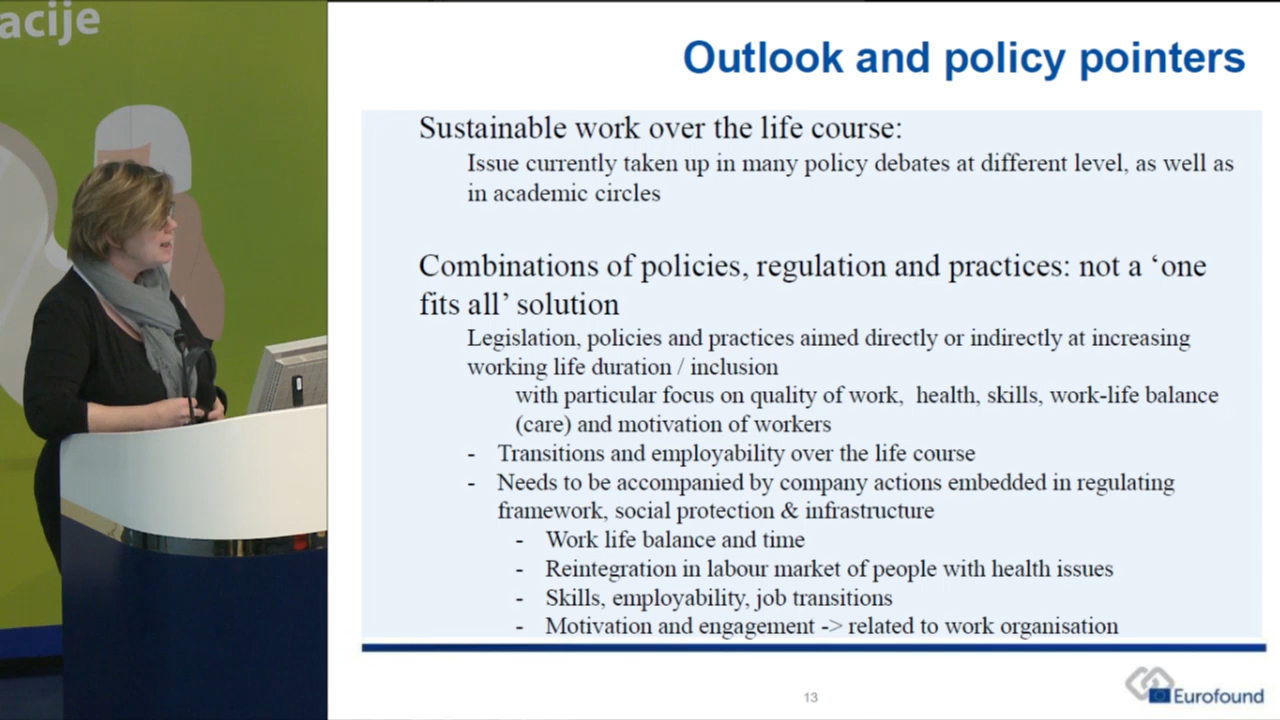 acije
Outlook and policy pointers
Sustainable work over the life course:
Issue currently taken up in many policy debates at different level, as well as
in academic circles
Combinations of policies, regulation and practices: not a ‘one
fits all’ solution
Legislation, policies and practices aimed directly or indirectly at increasing
working life duration / inclusion
with particular focus on quality of work, health, skills, work-life balance
(care) and motivation of workers
- Transitions and employability over the life course
- Needs to be accompanied by company actions embedded in regulating
framework, social protection & infrastructure
- Work life balance and time
- Reintegration in labour market of people with health issues
- Skills, employability, job transitions
- Motivation and engagement -> related to work organisation
13
Eurofound